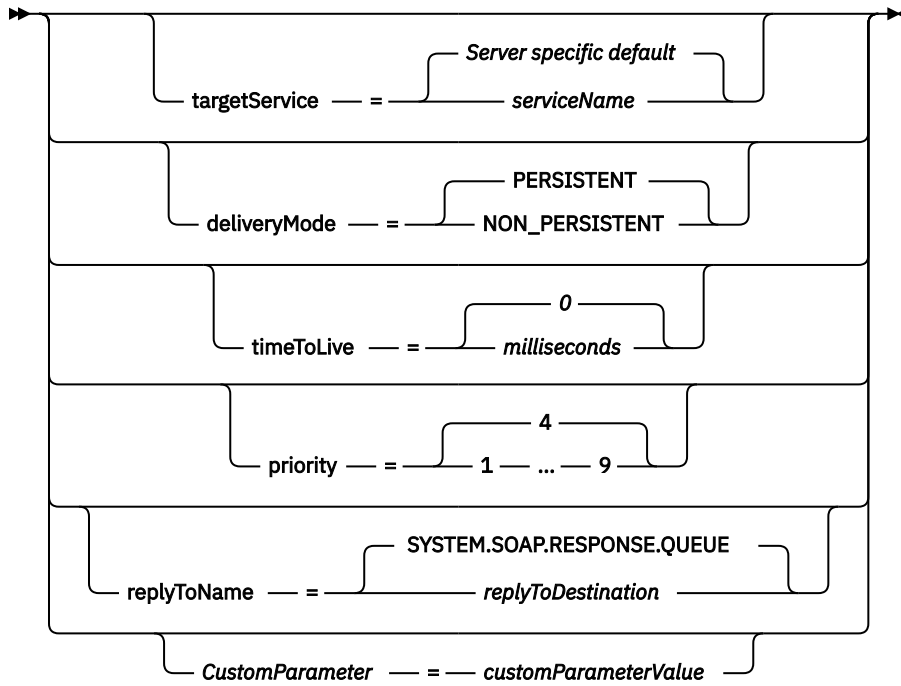 Server specific default
targetService = serviceName
PERSISTENT
deliveryMode = NON_PERSISTENT
0
timeToLive = milliseconds
4
priority = 1 ... 9
SYSTEM.SOAP.RESPONSE.QUEUE
replyToName = replyToDestination
CustomParameter = customParameterValue